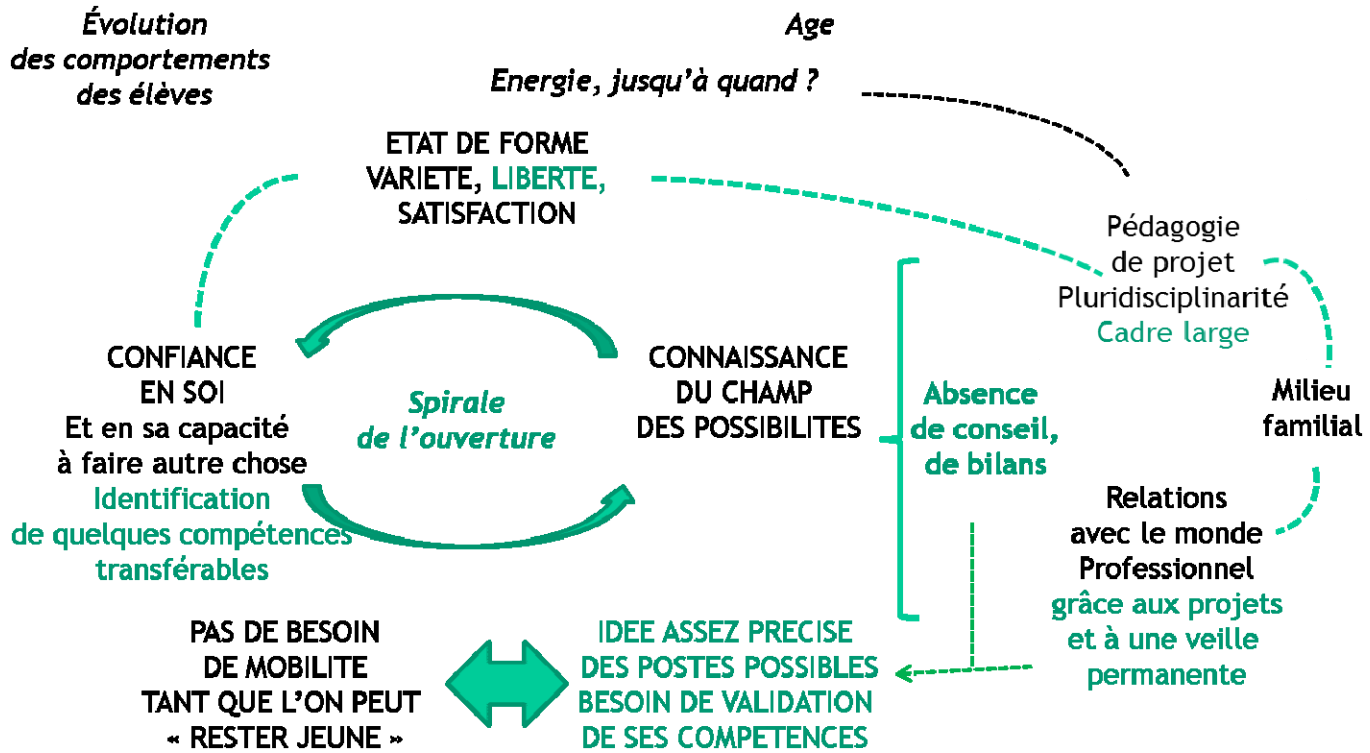 Évolution
des comportements
des élèves
Age
Energie, jusqu'à quand ?
ETAT DE FORME
VARIETE, LIBERTE,
SATISFACTION
Pédagogie
de projet
Pluridisciplinarité
Cadre large
CONFIANCE
EN SOI
Et en sa capacité
à faire autre chose
Identification
de quelques compétences
transférables
Spirale
de l'ouverture
CONNAISSANCE
DU CHAMP
DES POSSIBILITES
Absence
de conseil,
de bilans
Milieu
familial
Relations
avec le monde
Professionnel
grâce aux projets
et à une veille
permanente
PAS DE BESOIN
DE MOBILITE
TANT QUE L'ON PEUT
« RESTER JEUNE »
IDEE ASSEZ PRECISE
DES POSTES POSSIBLES
BESOIN DE VALIDATION
DE SES COMPETENCES